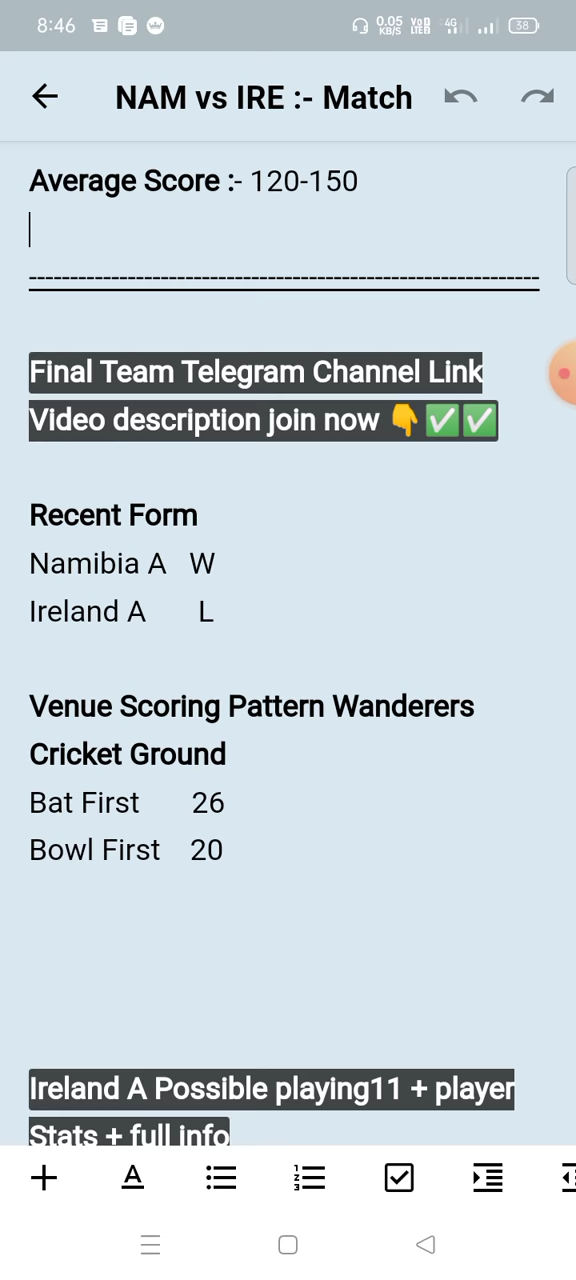 8:46 0.05 KB/S VoD LTE 4G 38
NAM vs IRE :- Match
Average Score :- 120-150
--------------------------------------------------------------
Final Team Telegram Channel Link
Video description join now 👇✅✅
Recent Form
Namibia A W
Ireland A L
Venue Scoring Pattern Wanderers
Cricket Ground
Bat First 26
Bowl First 20
Ireland A Possible playing11 + player
Stats + full info